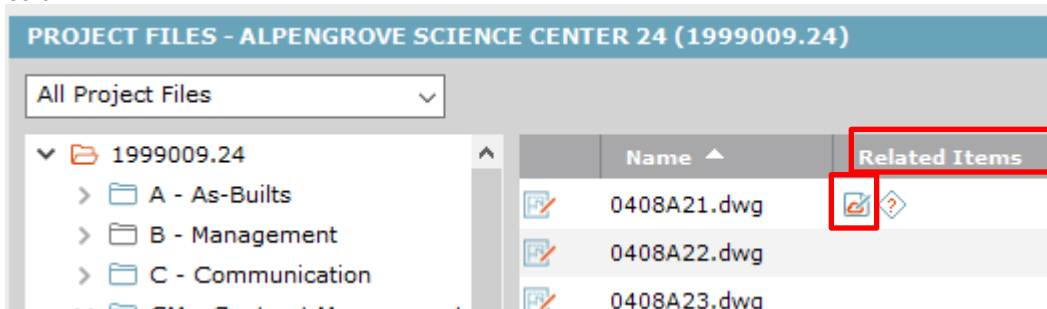 PROJECT FILES - ALPENGROVE SCIENCE CENTER 24 (1999009.24)
All Project Files
1999009.24
Name Related Items
A - As-Builts
0408A21.dwg
B - Management
0408A22.dwg
C - Communication
0408A23.dwg